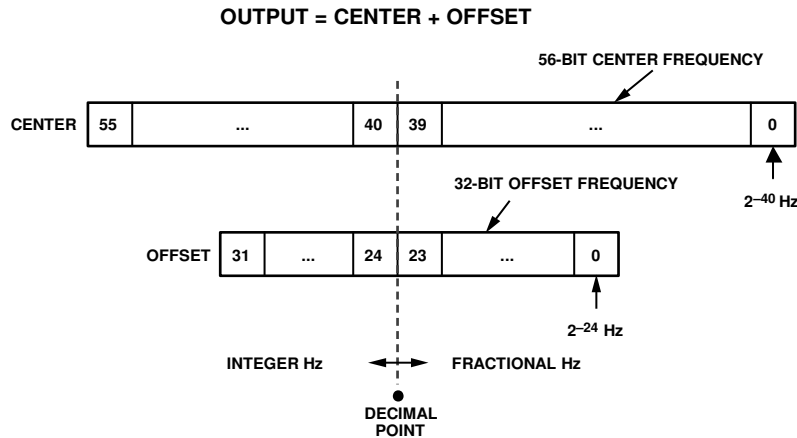 OUTPUT = CENTER + OFFSET
56-BIT CENTER FREQUENCY
CENTER 55 ... 40 39 ... 0
2–40 Hz
32-BIT OFFSET FREQUENCY
OFFSET 31 ... 24 23 ... 0
2–24 Hz
INTEGER Hz FRACTIONAL Hz
DECIMAL
POINT